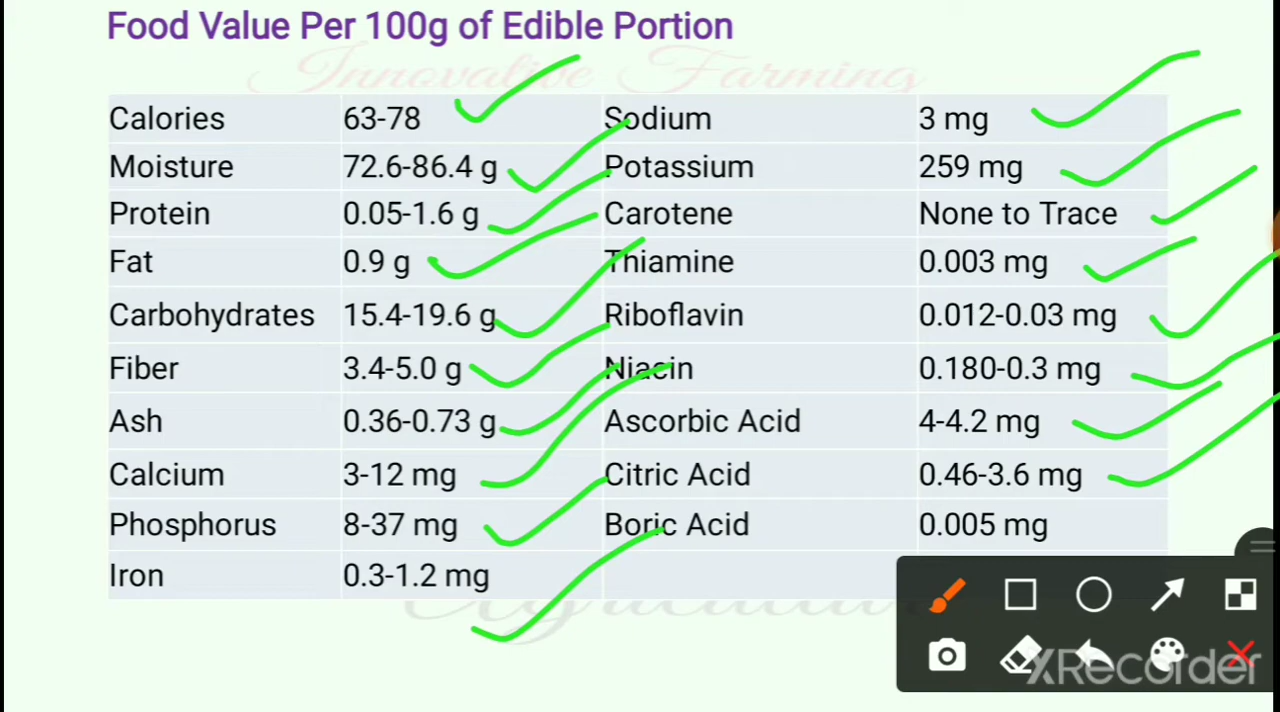 Food Value Per 100g of Edible Portion
Innovative Farming
Calories 63-78 Sodium 3 mg
Moisture 72.6-86.4 g Potassium 259 mg
Protein 0.05-1.6 g Carotene None to Trace
Fat 0.9 g Thiamine 0.003 mg
Carbohydrates 15.4-19.6 g Riboflavin 0.012-0.03 mg
Fiber 3.4-5.0 g Niacin 0.180-0.3 mg
Ash 0.36-0.73 g Ascorbic Acid 4-4.2 mg
Calcium 3-12 mg Citric Acid 0.46-3.6 mg
Phosphorus 8-37 mg Boric Acid 0.005 mg
Iron 0.3-1.2 mg
Agriculture
XRecorder